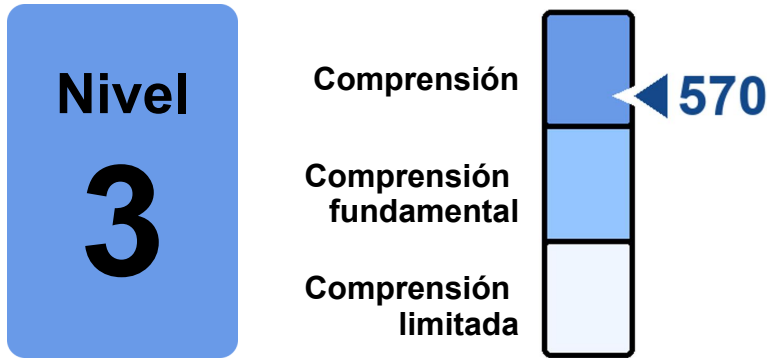 Nivel
3
Comprensión
570
Comprensión
fundamental
Comprensión
limitada